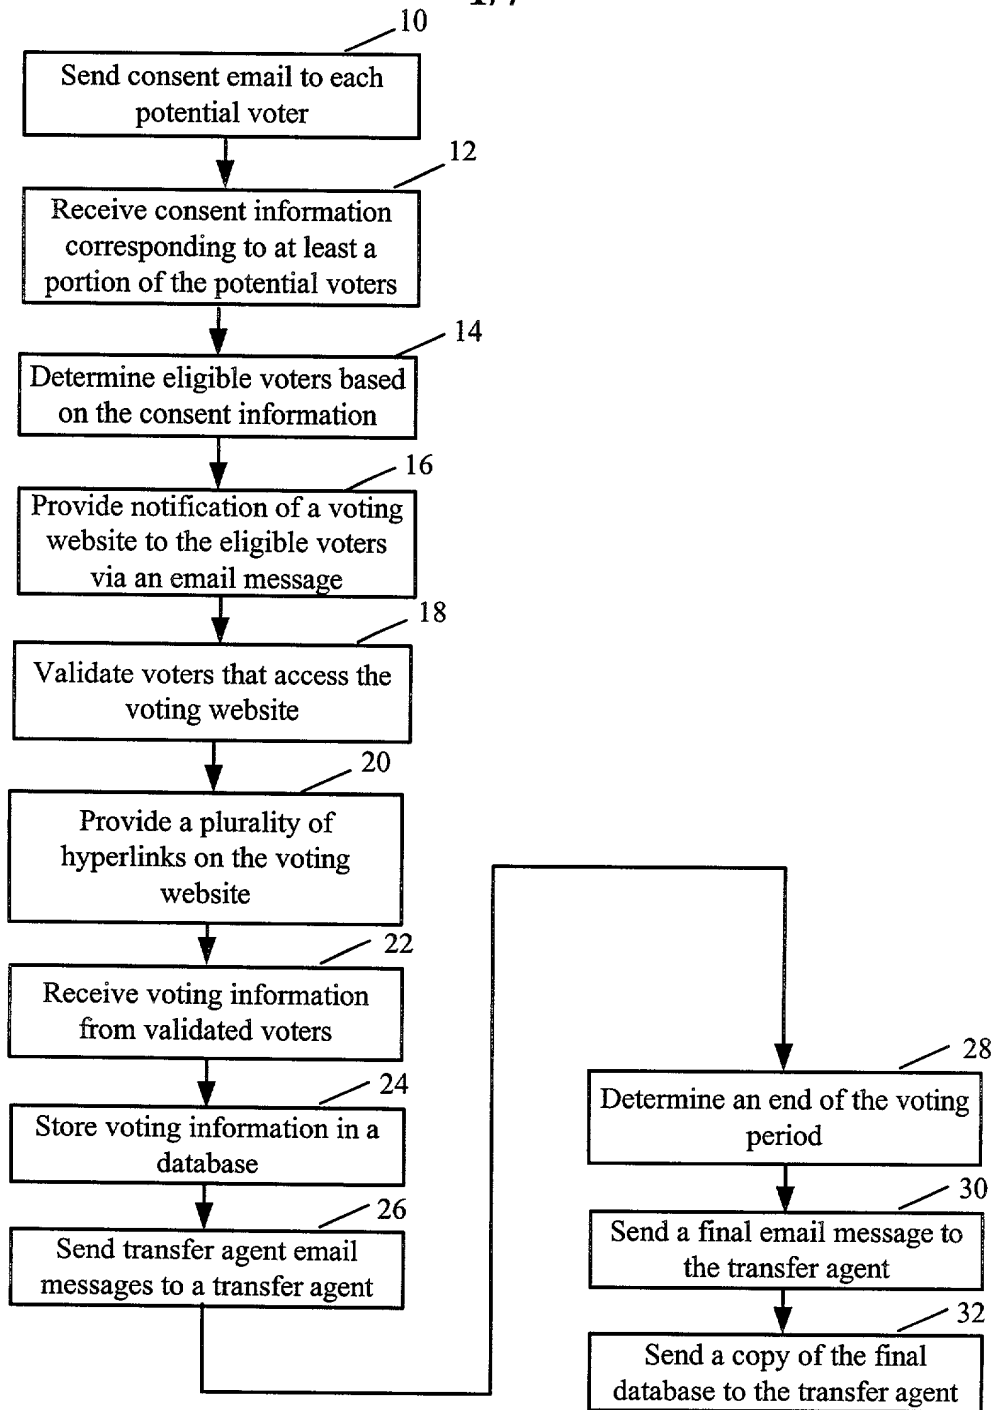 10
Send consent email to each
potential voter
12
Receive consent information
corresponding to at least a
portion of the potential voters
14
Determine eligible voters based
on the consent information
16
Provide notification of a voting
website to the eligible voters
via an email message
18
Validate voters that access the
voting website
20
Provide a plurality of
hyperlinks on the voting
website
22
Receive voting information
from validated voters
24
Store voting information in a
database
26
Send transfer agent email
messages to a transfer agent
28
Determine an end of the voting
period
30
Send a final email message to
the transfer agent
32
Send a copy of the final
database to the transfer agent